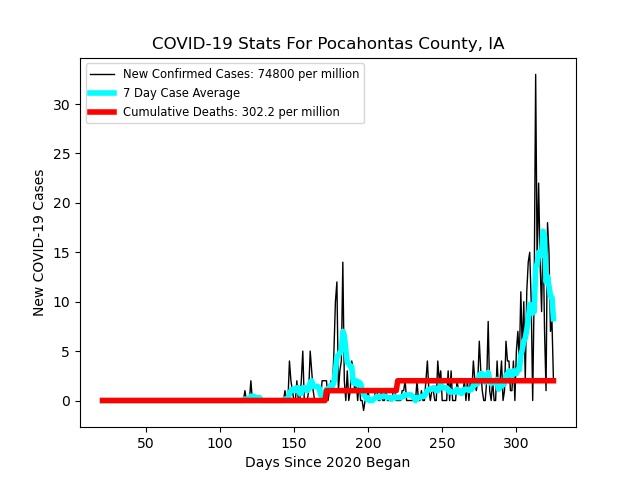 COVID-19 Stats For Pocahontas County, IA
New Confirmed Cases: 74800 per million
7 Day Case Average
Cumulative Deaths: 302.2 per million
New COVID-19 Cases
30
25
20
15
10
5
0
50
100
150
200
250
300
Days Since 2020 Began